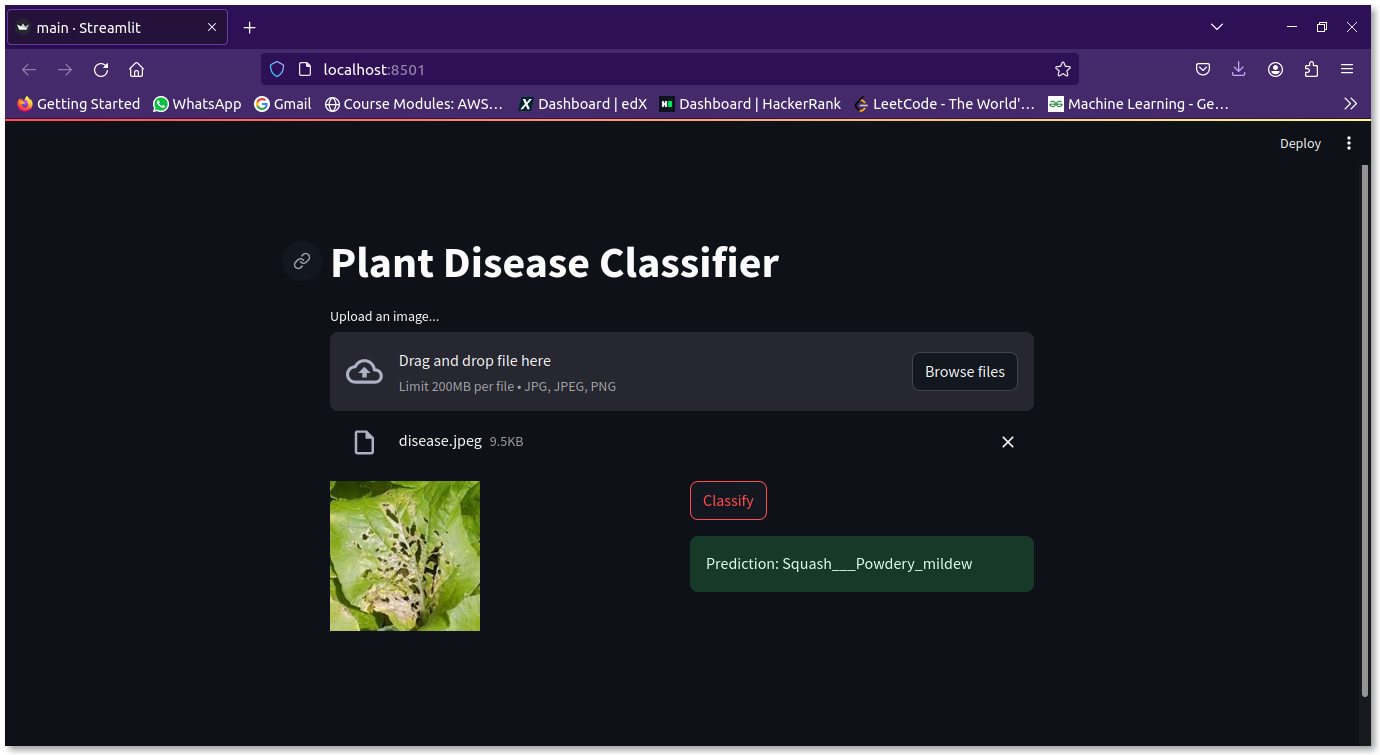 main · Streamlit
localhost:8501
Getting Started WhatsApp Gmail Course Modules: AWS... Dashboard | edX Dashboard | HackerRank LeetCode - The World'... Machine Learning - Ge...
Deploy
Plant Disease Classifier
Upload an image...
Drag and drop file here
Limit 200MB per file • JPG, JPEG, PNG
Browse files
disease.jpeg 9.5KB
Classify
Prediction: Squash___Powdery_mildew